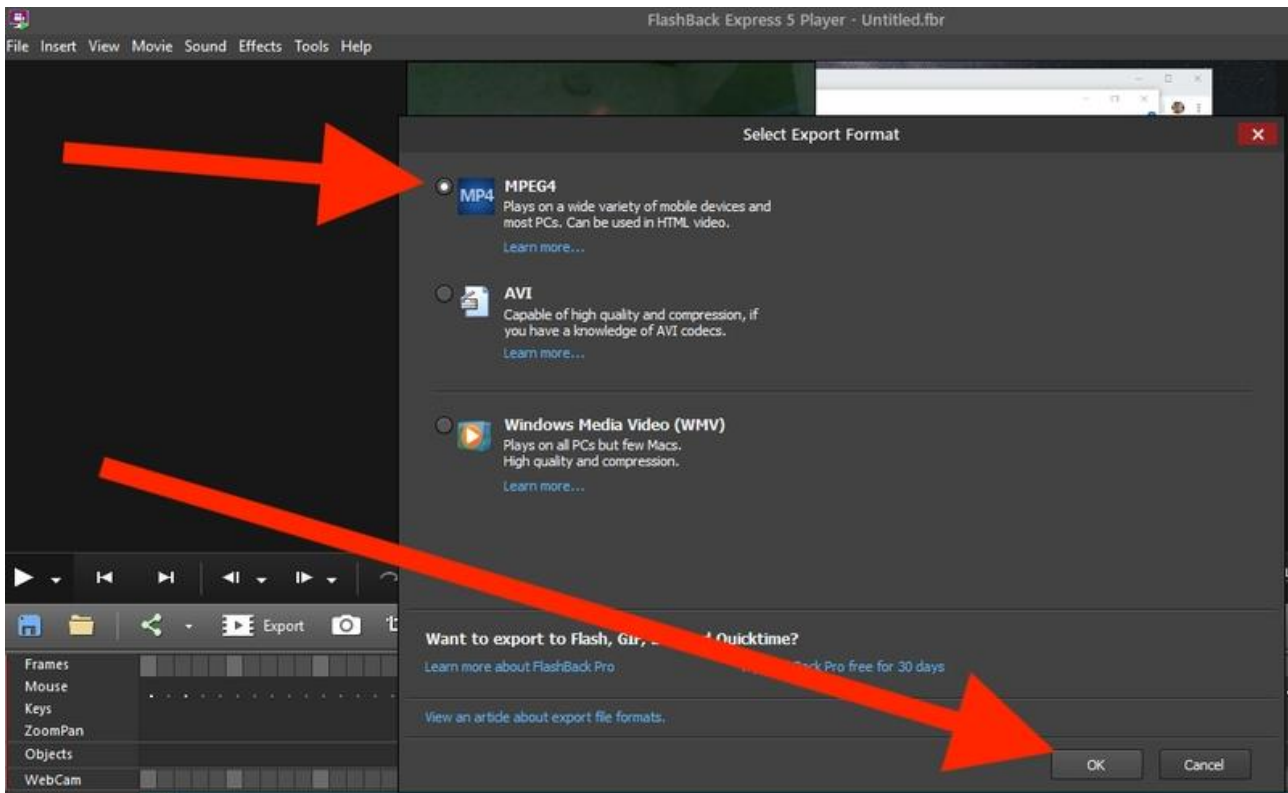 FlashBack Express 5 Player - Untitled.fbr
File Insert View Movie Sound Effects Tools Help
Select Export Format
MP4
MPEG4
Plays on a wide variety of mobile devices and
most PCs. Can be used in HTML video.
Learn more...
AVI
Capable of high quality and compression, if
you have a knowledge of AVI codecs.
Learn more...
Windows Media Video (WMV)
Plays on all PCs but few Macs.
High quality and compression.
Learn more...
Export
Want to export to Flash, GIF, Quicktime?
Learn more about FlashBack Pro
Pro free for 30 days
View an article about export file formats.
Frames
Mouse
Keys
ZoomPan
Objects
WebCam
OK Cancel